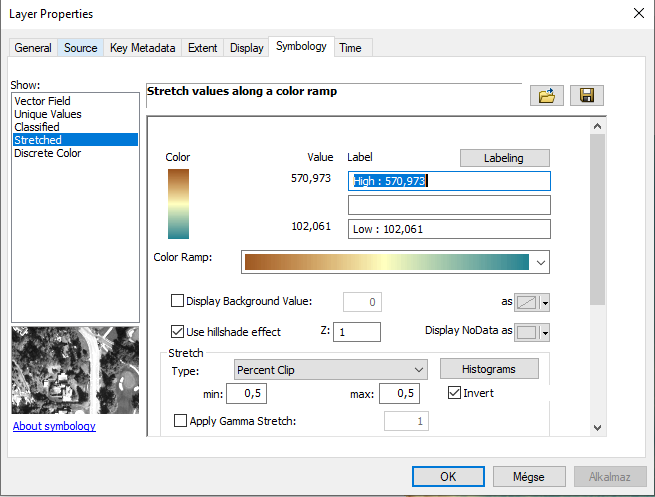 Layer Properties
General Source Key Metadata Extent Display Symbology Time
Show:
Vector Field
Unique Values
Classified
Stretched
Discrete Color
About symbology
Stretch values along a color ramp
Color Value Label Labeling
570,973 High : 570,973
102,061 Low : 102,061
Color Ramp:
Display Background Value: 0 as
Use hillshade effect Z: 1 Display NoData as
Stretch
Type: Percent Clip Histograms
min: 0,5 max: 0,5 Invert
Apply Gamma Stretch: 1
OK Mégse Alkalmaz